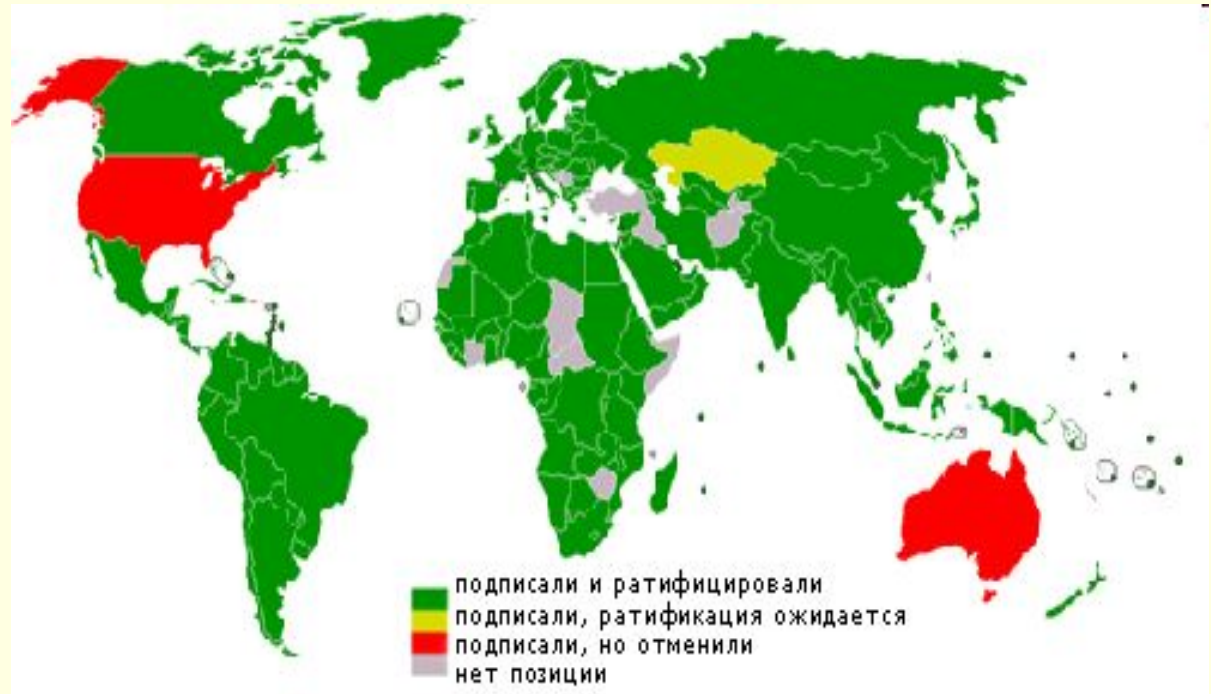 подписали и ратифицировали
подписали, ратификация ожидается
подписали, но отменили
нет позиции